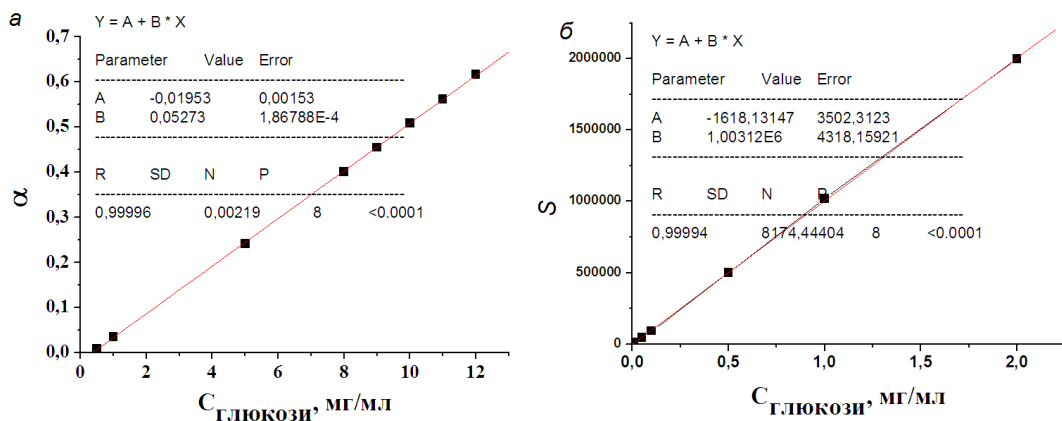 а
Y = A + B * X
Parameter Value Error
A -0,01953 0,00153
B 0,05273 1,86788E-4
R SD N P
0,99996 0,00219 8 <0.0001
0,7
0,6
0,5
0,4
0,3
0,2
0,1
0,0
α
0 2 4 6 8 10 12
Сглюкози, мг/мл
б
Y = A + B * X
Parameter Value Error
A -1618,13147 3502,3123
B 1,00312E6 4318,15921
R SD N P
0,99994 8174,44404 8 <0.0001
2000000
1500000
1000000
500000
0
S
0,0 0,5 1,0 1,5 2,0
Сглюкози, мг/мл